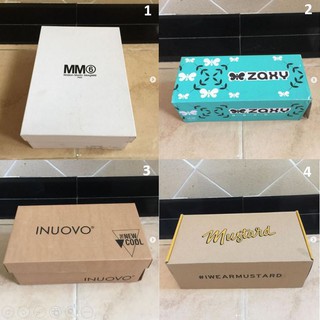 1
MM6
2
zaxy
zaxy
3
INUOVO
THE NEW
COOL
INUOVO
4
Mustard
#IWEARMUSTARD